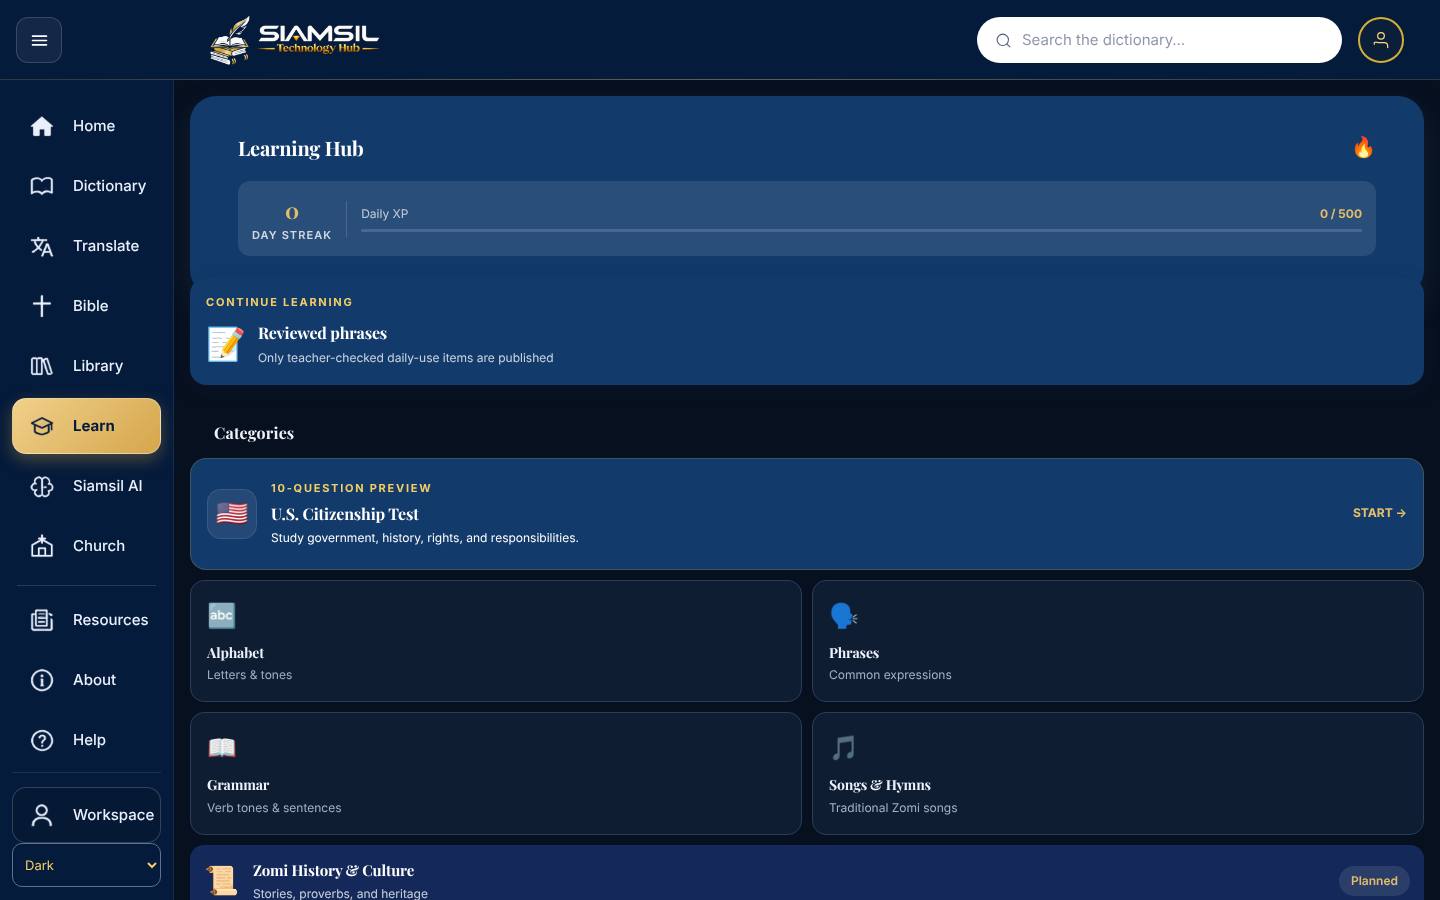 SIAMSIL
Technology Hub
Search the dictionary...
Home
Dictionary
Translate
Bible
Library
Learn
Siamsil AI
Church
Resources
About
Help
Workspace
Dark
Learning Hub
0
DAY STREAK
Daily XP
0 / 500
CONTINUE LEARNING
Reviewed phrases
Only teacher-checked daily-use items are published
Categories
10-QUESTION PREVIEW
U.S. Citizenship Test
Study government, history, rights, and responsibilities.
START →
abc
Alphabet
Letters & tones
Phrases
Common expressions
Grammar
Verb tones & sentences
Songs & Hymns
Traditional Zomi songs
Zomi History & Culture
Stories, proverbs, and heritage
Planned